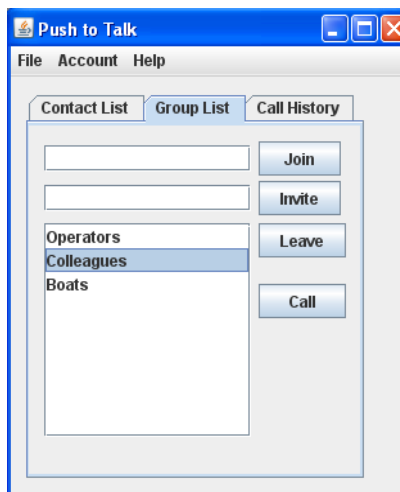 Push to Talk
File Account Help
Contact List Group List Call History
Join
Invite
Operators
Leave
Colleagues
Boats
Call